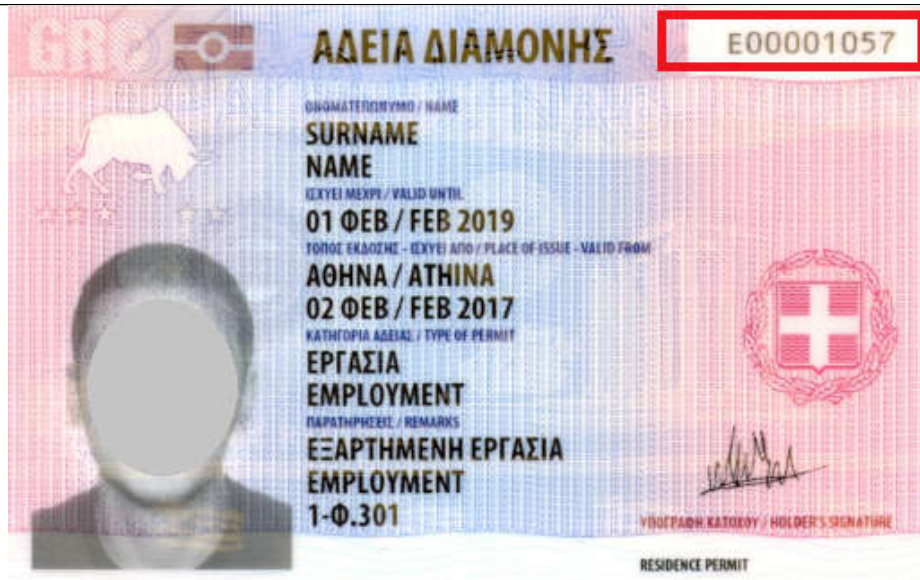 GRC
ΑΔΕΙΑ ΔΙΑΜΟΝΗΣ
E00001057
ΟΝΟΜΑΤΕΠΩΝΥΜΟ / NAME
SURNAME
NAME
ΙΣΧΥΕΙ ΜΕΧΡΙ / VALID UNTIL
01 ΦΕΒ / FEB 2019
ΤΟΠΟΣ ΕΚΔΟΣΗΣ - ΙΣΧΥΕΙ ΑΠΟ / PLACE OF ISSUE - VALID FROM
ΑΘΗΝΑ / ATHINA
02 ΦΕΒ / FEB 2017
ΚΑΤΗΓΟΡΙΑ ΑΔΕΙΑΣ / TYPE OF PERMIT
ΕΡΓΑΣΙΑ
EMPLOYMENT
ΠΑΡΑΤΗΡΗΣΕΙΣ / REMARKS
ΕΞΑΡΤΗΜΕΝΗ ΕΡΓΑΣΙΑ
EMPLOYMENT
1-Φ.301
ΥΠΟΓΡΑΦΗ ΚΑΤΟΧΟΥ / HOLDER'S SIGNATURE
RESIDENCE PERMIT